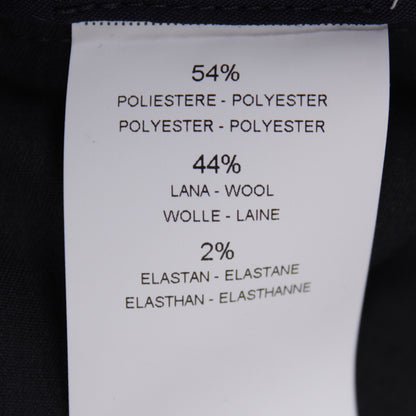 54%
POLIESTERE - POLYESTER
POLYESTER - POLYESTER
44%
LANA - WOOL
WOLLE - LAINE
2%
ELASTAN - ELASTANE
ELASTHAN - ELASTHANNE